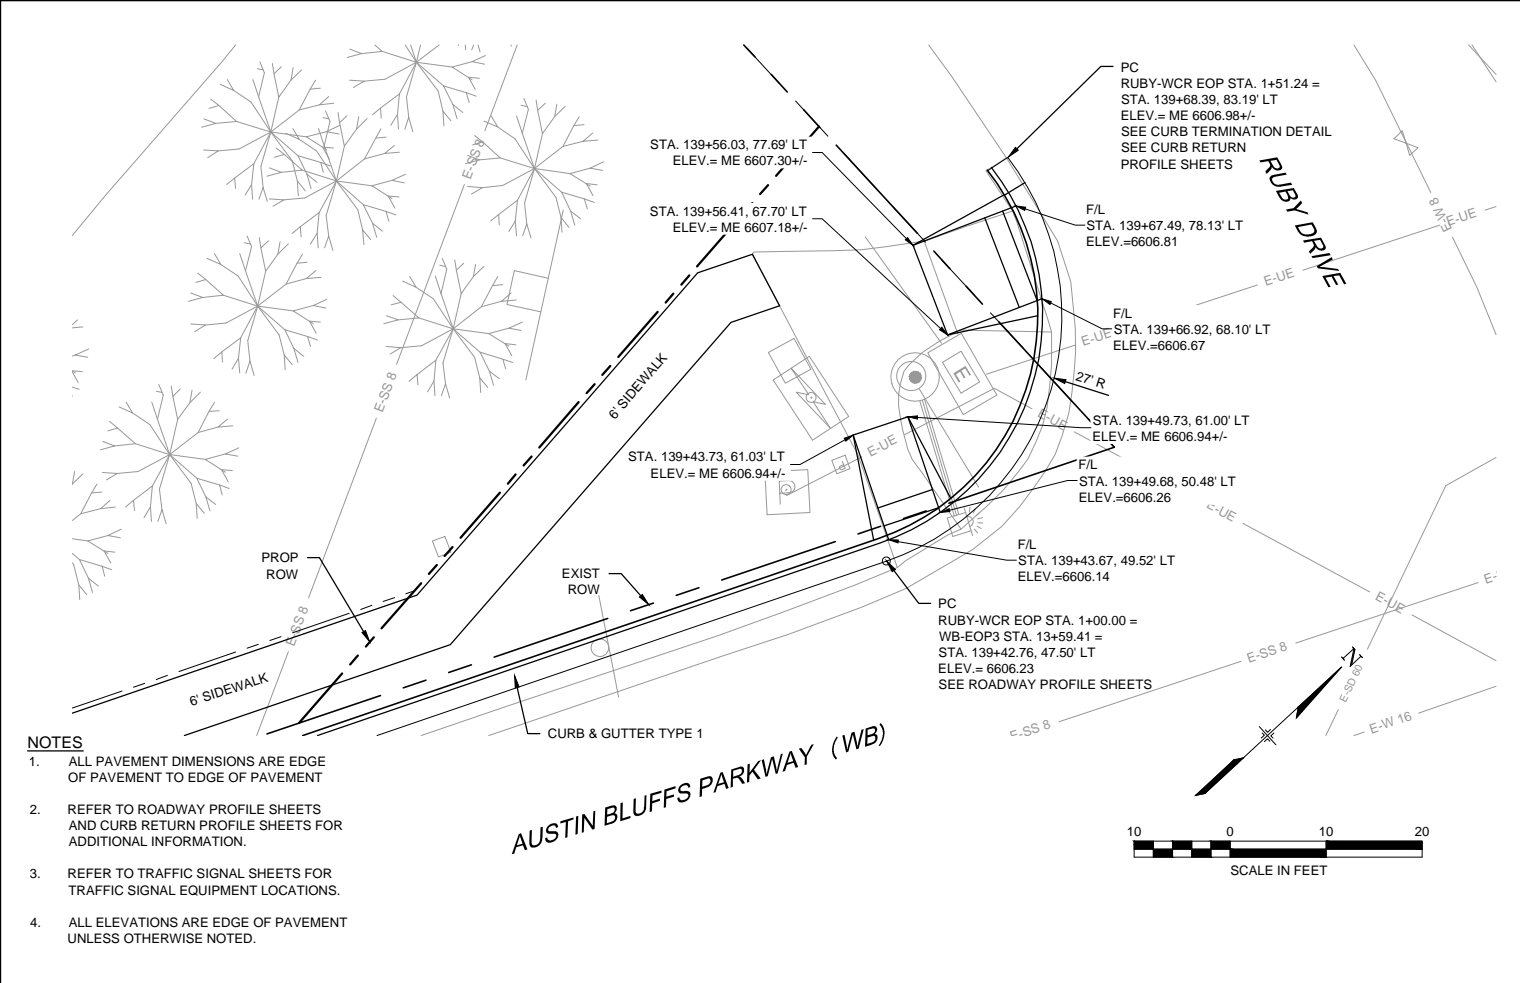 PC
RUBY-WCR EOP STA. 1+51.24 =
STA. 139+68.39, 83.19' LT
ELEV.= ME 6606.98+/-
SEE CURB TERMINATION DETAIL
SEE CURB RETURN
PROFILE SHEETS
STA. 139+56.03, 77.69' LT
ELEV.= ME 6607.30+/-
STA. 139+56.41, 67.70' LT
ELEV.= ME 6607.18+/-
E-SS 8
RUBY DRIVE
E-W 8
E-UE
F/L
STA. 139+67.49, 78.13' LT
ELEV.=6606.81
E-UE
F/L
STA. 139+66.92, 68.10' LT
ELEV.=6606.67
E-UE
E
27' R
6' SIDEWALK
E-SS 8
E-UE
STA. 139+49.73, 61.00' LT
ELEV.= ME 6606.94+/-
E-UE
STA. 139+43.73, 61.03' LT
ELEV.= ME 6606.94+/-
F/L
STA. 139+49.68, 50.48' LT
ELEV.=6606.26
E-UE
F/L
STA. 139+43.67, 49.52' LT
ELEV.=6606.14
PROP
ROW
EXIST
ROW
E-SS 8
E-UE
E-
PC
RUBY-WCR EOP STA. 1+00.00 =
WB-EOP3 STA. 13+59.41 =
STA. 139+42.76, 47.50' LT
ELEV.= 6606.23
SEE ROADWAY PROFILE SHEETS
E-SS 8
N
E-SD 60
6' SIDEWALK
E-SS 8
E-W 16
CURB & GUTTER TYPE 1
AUSTIN BLUFFS PARKWAY (WB)
NOTES
1. ALL PAVEMENT DIMENSIONS ARE EDGE
OF PAVEMENT TO EDGE OF PAVEMENT
2. REFER TO ROADWAY PROFILE SHEETS
AND CURB RETURN PROFILE SHEETS FOR
ADDITIONAL INFORMATION.
3. REFER TO TRAFFIC SIGNAL SHEETS FOR
TRAFFIC SIGNAL EQUIPMENT LOCATIONS.
4. ALL ELEVATIONS ARE EDGE OF PAVEMENT
UNLESS OTHERWISE NOTED.
10 0 10 20
SCALE IN FEET